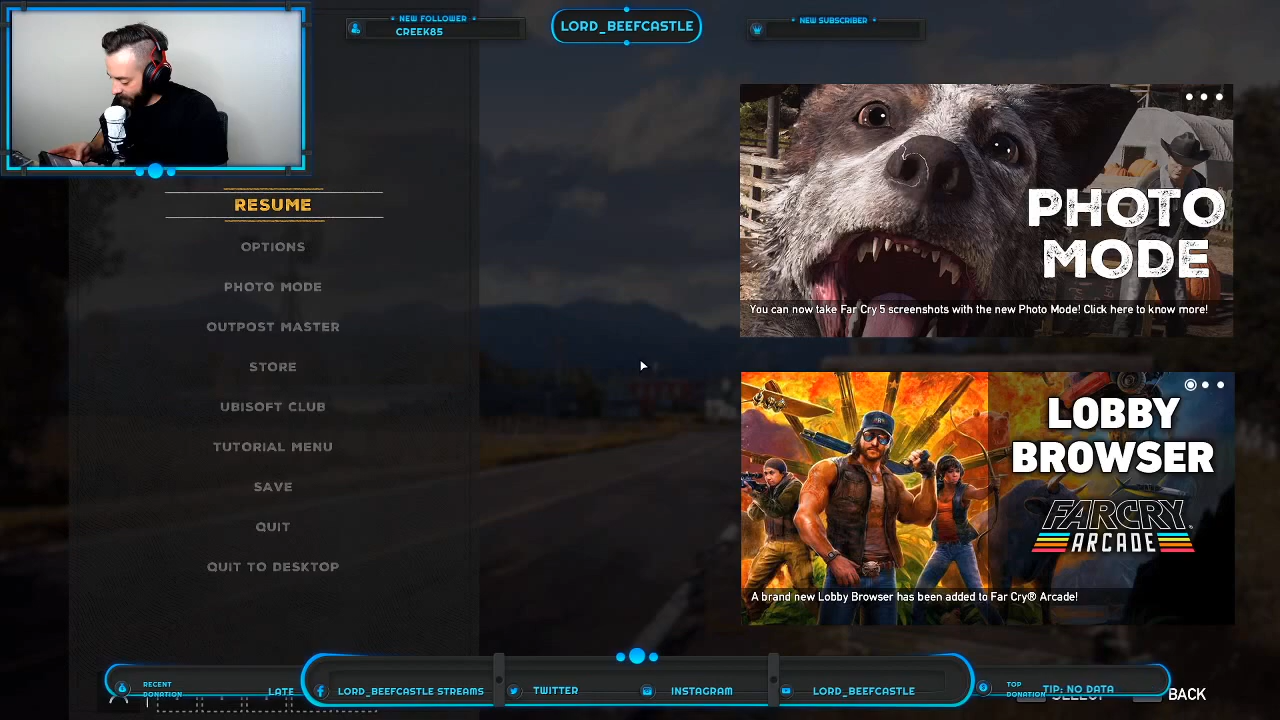 NEW FOLLOWER
CREEK85
LORD_BEEFCASTLE
NEW SUBSCRIBER
RESUME
OPTIONS
PHOTO MODE
OUTPOST MASTER
STORE
UBISOFT CLUB
TUTORIAL MENU
SAVE
QUIT
QUIT TO DESKTOP
PHOTO
MODE
You can now take Far Cry 5 screenshots with the new Photo Mode! Click here to know more!
LOBBY
BROWSER
FARCRY®
ARCADE
A brand new Lobby Browser has been added to Far Cry® Arcade!
RECENT
DONATION
LATE
LORD_BEEFCASTLE STREAMS
TWITTER
INSTAGRAM
LORD_BEEFCASTLE
TOP
DONATION
TIP: NO DATA
SELECT
BACK